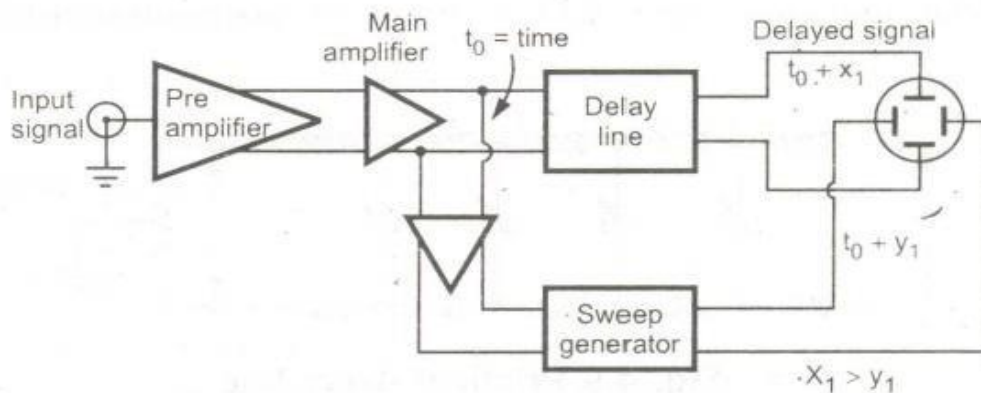 Main
amplifier
t0 = time
Delayed signal
t0 + x1
Input
signal
Pre
amplifier
Delay
line
t0 + y1
Sweep
generator
X1 > y1